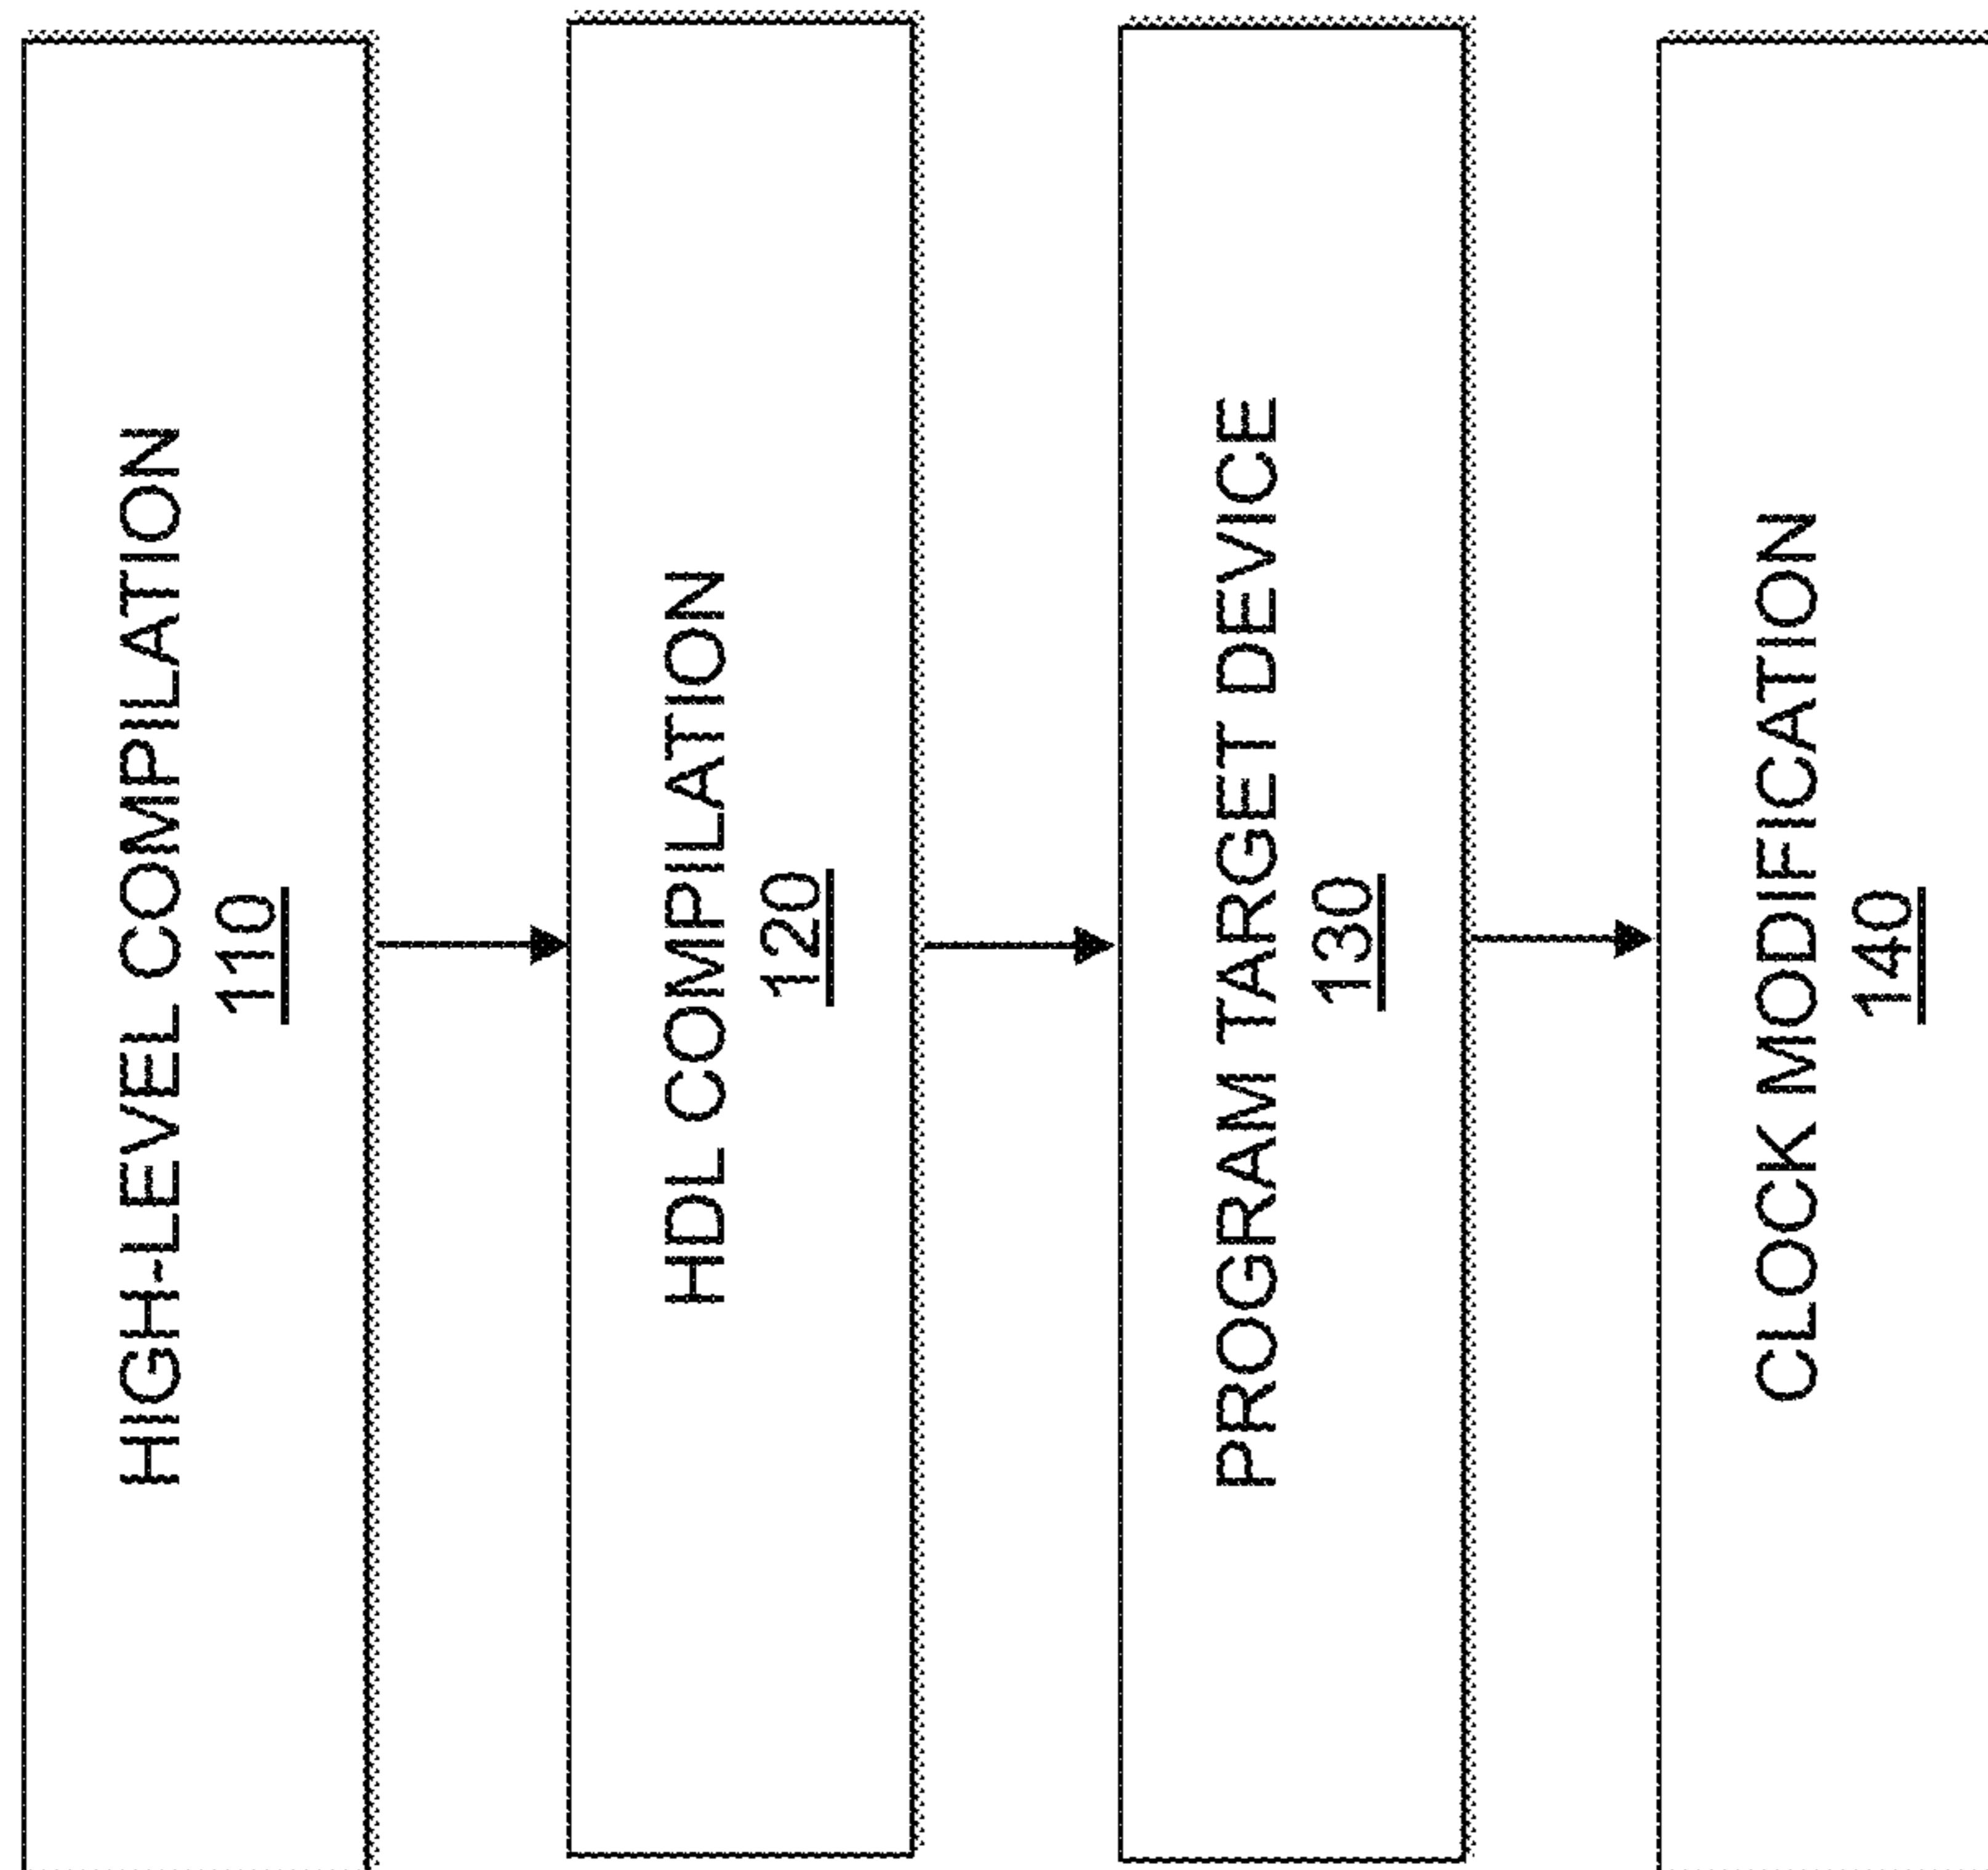 HIGH-LEVEL COMPILATION
110
HDL COMPILATION
120
PROGRAM TARGET DEVICE
130
CLOCK MODIFICATION
140